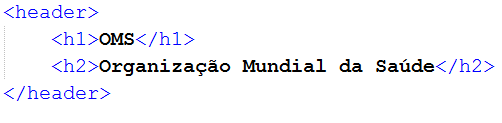 <header>
<h1>OMS</h1>
<h2>Organização Mundial da Saúde</h2>
</header>